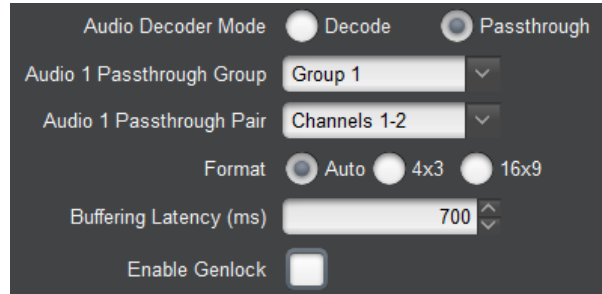 Audio Decoder Mode Decode Passthrough
Audio 1 Passthrough Group Group 1
Audio 1 Passthrough Pair Channels 1-2
Format Auto 4x3 16x9
Buffering Latency (ms) 700
Enable Genlock